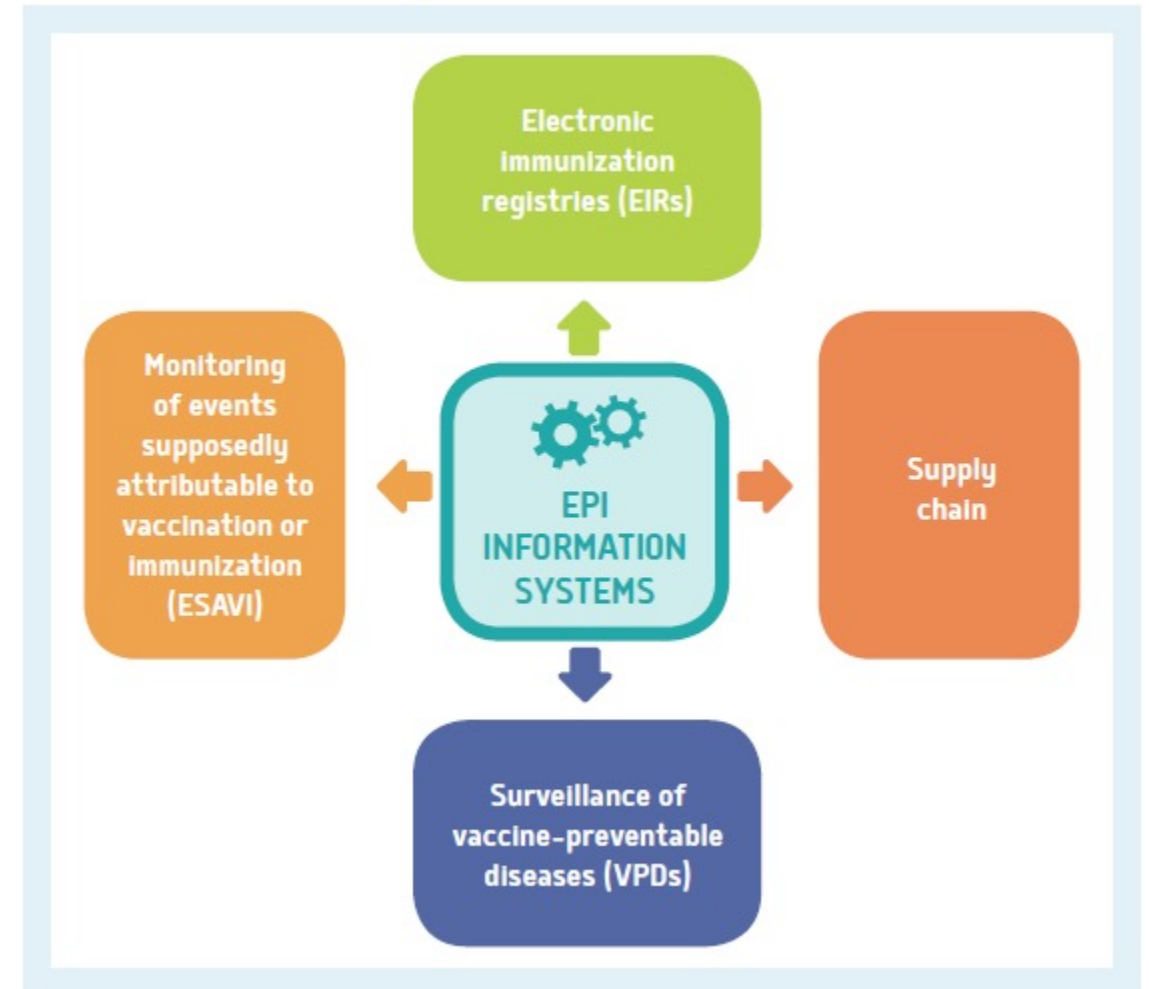 Electronic
immunization
registries (EIRs)
Monitoring
of events
supposedly
attributable to
vaccination or
immunization
(ESAVI)
EPI
INFORMATION
SYSTEMS
Supply
chain
Surveillance of
vaccine-preventable
diseases (VPDs)